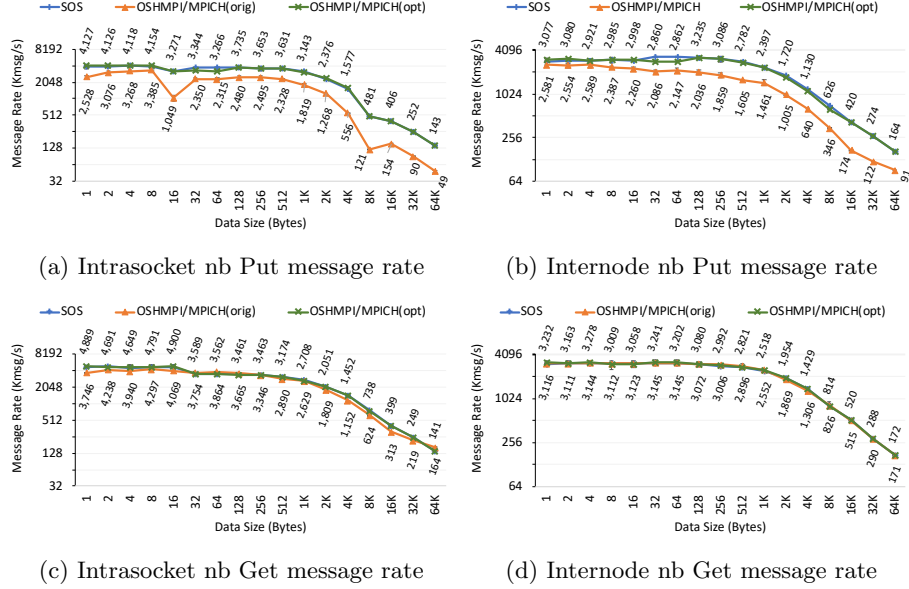 SOS OSHMPI/MPICH(orig) OSHMPI/MPICH(opt)
Message Rate (Kmsg/s)
8192
2048
512
128
32
4,127 4,126 4,118 4,154 3,271 3,344 3,266 3,735 3,653 3,631 3,143 2,376 1,577 481 406 252 143
2,528 3,076 3,268 3,385 1,049 2,350 2,315 2,480 2,495 2,328 1,819 1,268 556 121 154 90 49
1 2 4 8 16 32 64 128 256 512 1K 2K 4K 8K 16K 32K 64K
Data Size (Bytes)
(a) Intrasocket nb Put message rate
SOS OSHMPI/MPICH OSHMPI/MPICH(opt)
Message Rate (Kmsg/s)
4096
1024
256
64
3,077 3,080 2,921 2,985 2,998 2,860 2,862 3,235 3,086 2,782 2,397 1,720 1,130 626 420 274 164
2,581 2,554 2,589 2,387 2,260 2,086 2,147 2,036 1,859 1,605 1,461 1,005 640 346 174 122 91
1 2 4 8 16 32 64 128 256 512 1K 2K 4K 8K 16K 32K 64K
Data Size (Bytes)
(b) Internode nb Put message rate
SOS OSHMPI/MPICH(orig) OSHMPI/MPICH(opt)
Message Rate (Kmsg/s)
8192
2048
512
128
32
4,889 4,691 4,649 4,791 4,900 3,589 3,562 3,461 3,463 3,174 2,708 2,051 1,452 738 399 249 141
3,746 4,238 3,940 4,297 4,069 3,754 3,864 3,665 3,346 2,890 2,629 1,809 1,152 624 313 219 164
1 2 4 8 16 32 64 128 256 512 1K 2K 4K 8K 16K 32K 64K
Data Size (Bytes)
(c) Intrasocket nb Get message rate
SOS OSHMPI/MPICH(orig) OSHMPI/MPICH(opt)
Message Rate (Kmsg/s)
4096
1024
256
64
3,232 3,163 3,278 3,009 3,058 3,241 3,202 3,080 2,992 2,821 2,518 1,954 1,429 814 520 288 172
3,116 3,111 3,144 3,112 3,123 3,145 3,145 3,072 3,006 2,896 2,552 1,869 1,306 826 515 290 171
1 2 4 8 16 32 64 128 256 512 1K 2K 4K 8K 16K 32K 64K
Data Size (Bytes)
(d) Internode nb Get message rate